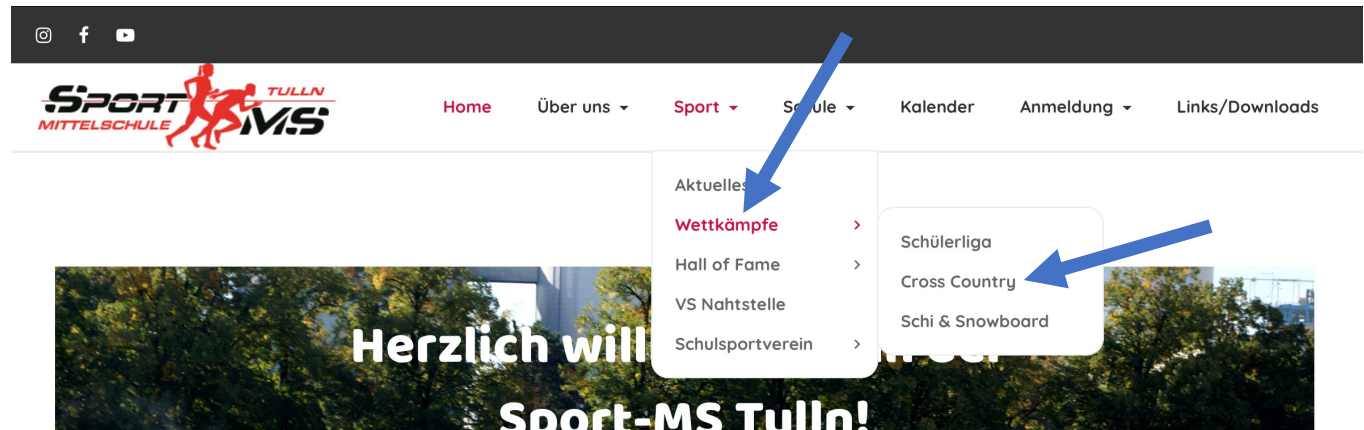 SPORT TULLN
MITTELSCHULE MS
Home Über uns Sport Schule Kalender Anmeldung Links/Downloads
Aktuelles
Wettkämpfe
Hall of Fame
VS Nahtstelle
Schulsportverein
Schülerliga
Cross Country
Schi & Snowboard
Herzlich
Sport-MS Tulln!